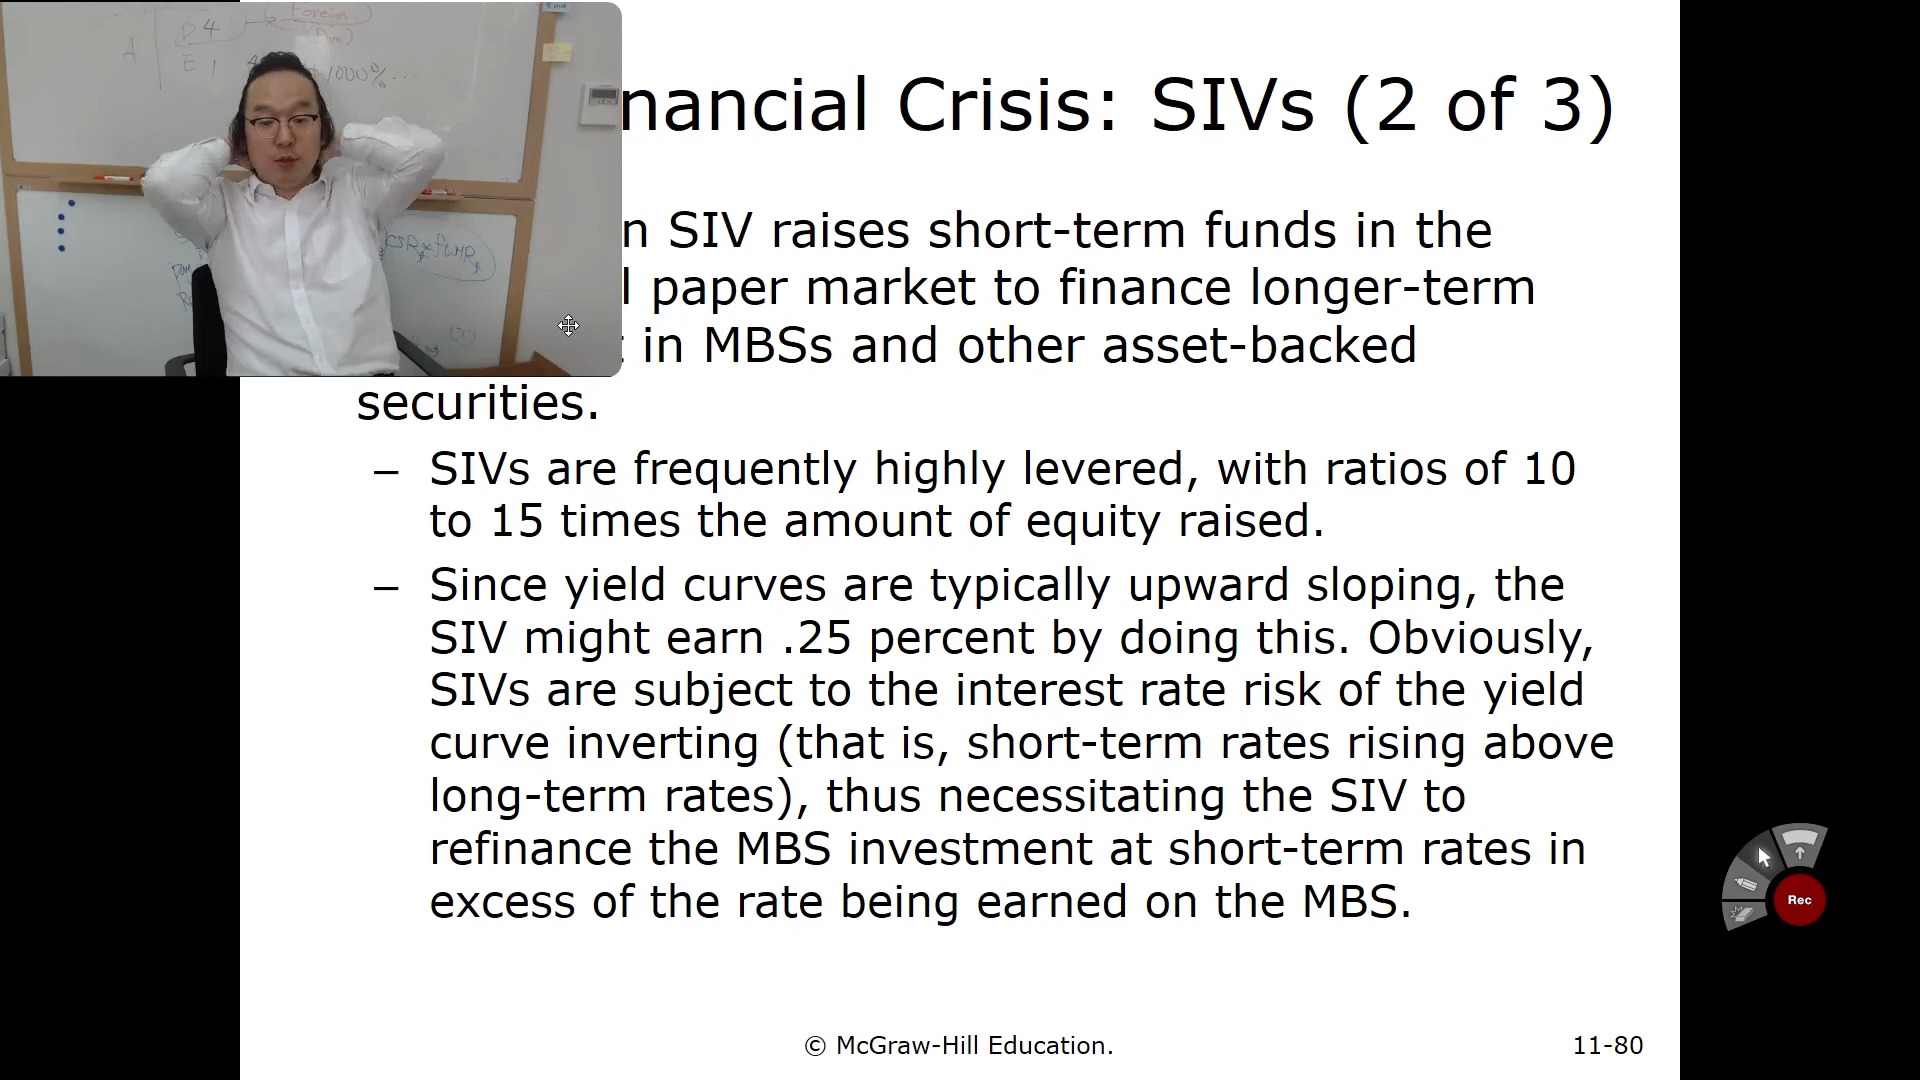 Foreign
D 4
(Dom)
A
E 1
1000%...
nancial Crisis: SIVs (2 of 3)
n SIV raises short-term funds in the
l paper market to finance longer-term
t in MBSs and other asset-backed
securities.
– SIVs are frequently highly levered, with ratios of 10
to 15 times the amount of equity raised.
– Since yield curves are typically upward sloping, the
SIV might earn .25 percent by doing this. Obviously,
SIVs are subject to the interest rate risk of the yield
curve inverting (that is, short-term rates rising above
long-term rates), thus necessitating the SIV to
refinance the MBS investment at short-term rates in
excess of the rate being earned on the MBS.
Rec
© McGraw-Hill Education.
11-80